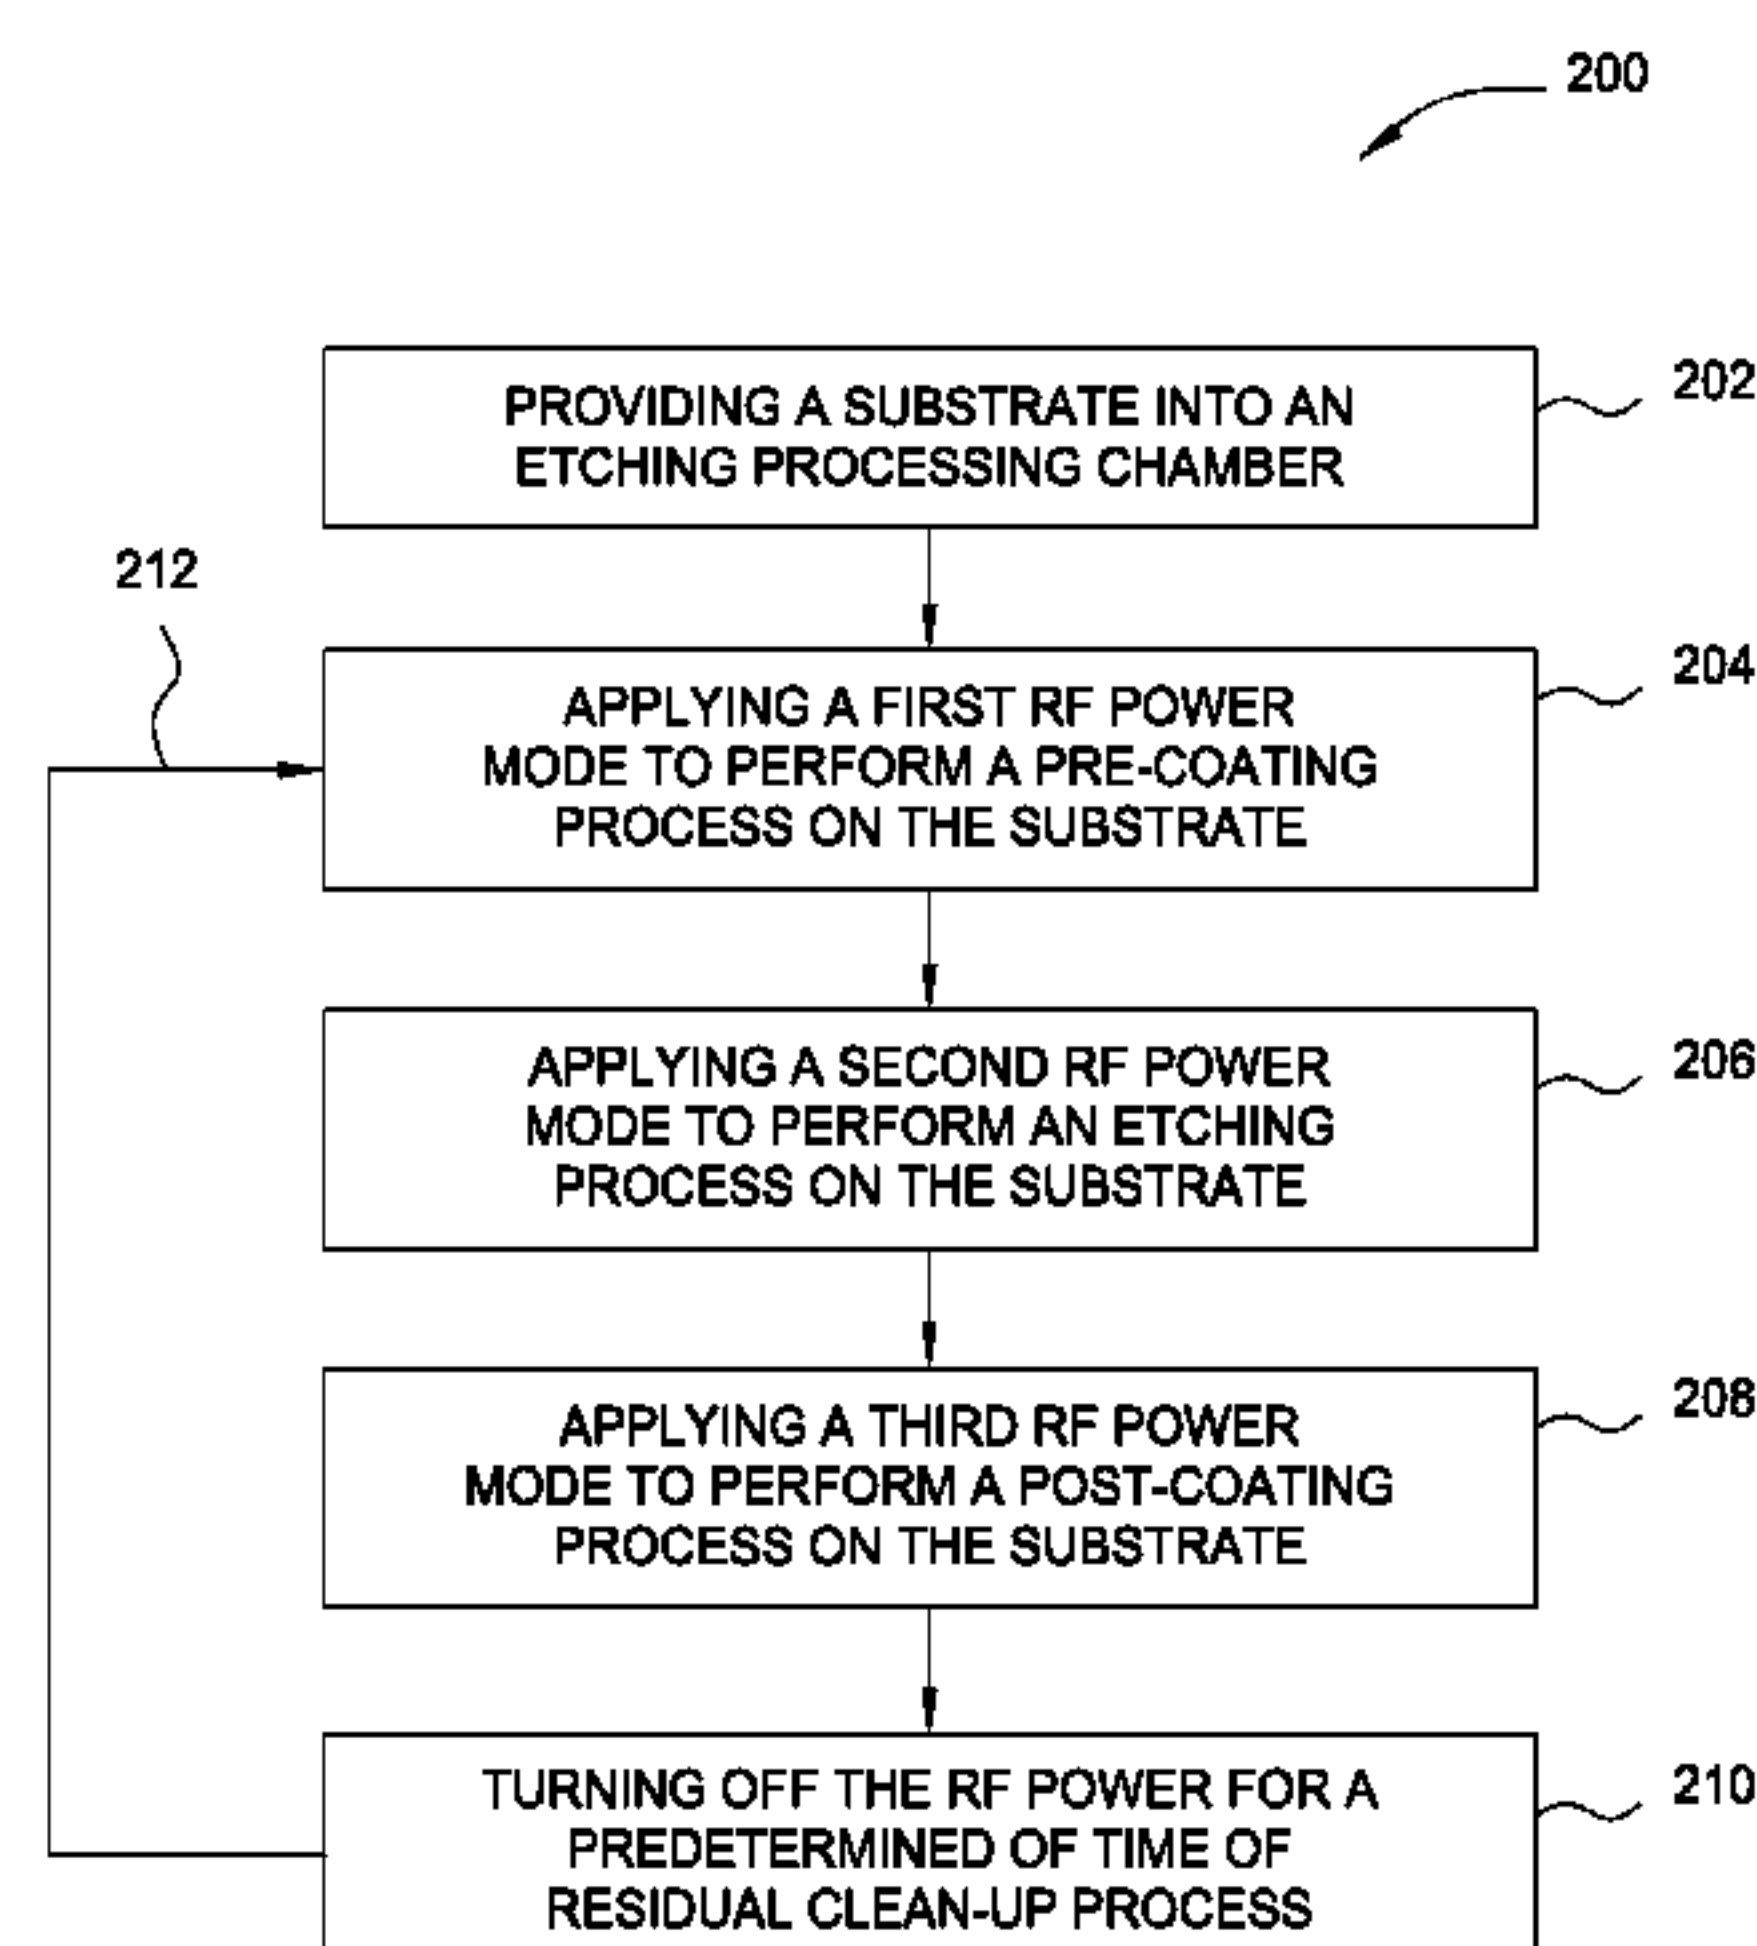 200
PROVIDING A SUBSTRATE INTO AN
ETCHING PROCESSING CHAMBER
202
212
APPLYING A FIRST RF POWER
MODE TO PERFORM A PRE-COATING
PROCESS ON THE SUBSTRATE
204
APPLYING A SECOND RF POWER
MODE TO PERFORM AN ETCHING
PROCESS ON THE SUBSTRATE
206
APPLYING A THIRD RF POWER
MODE TO PERFORM A POST-COATING
PROCESS ON THE SUBSTRATE
208
TURNING OFF THE RF POWER FOR A
PREDETERMINED OF TIME OF
RESIDUAL CLEAN-UP PROCESS
210